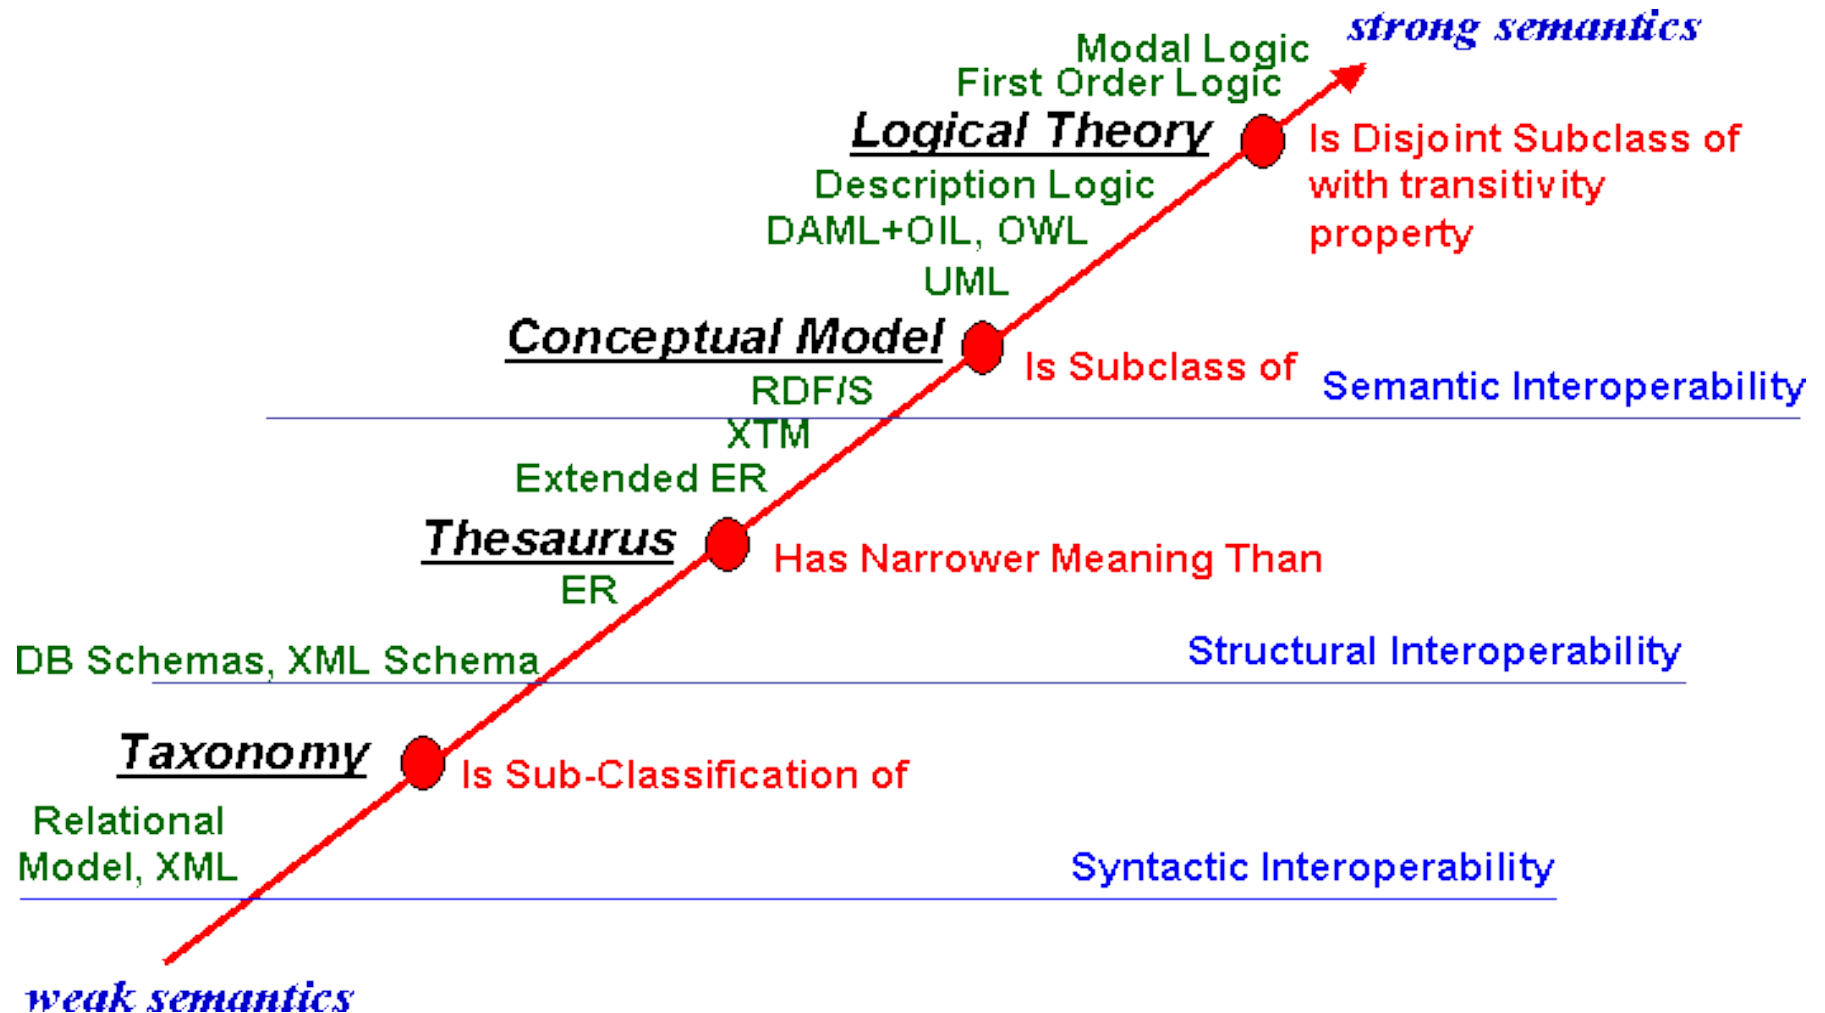 strong semantics
Modal Logic
First Order Logic
Logical Theory
Is Disjoint Subclass of
with transitivity
property
Description Logic
DAML+OIL, OWL
UML
Conceptual Model
Is Subclass of
Semantic Interoperability
RDF/S
XTM
Extended ER
Thesaurus
Has Narrower Meaning Than
ER
Structural Interoperability
DB Schemas, XML Schema
Taxonomy
Is Sub-Classification of
Relational
Model, XML
Syntactic Interoperability
weak semantics